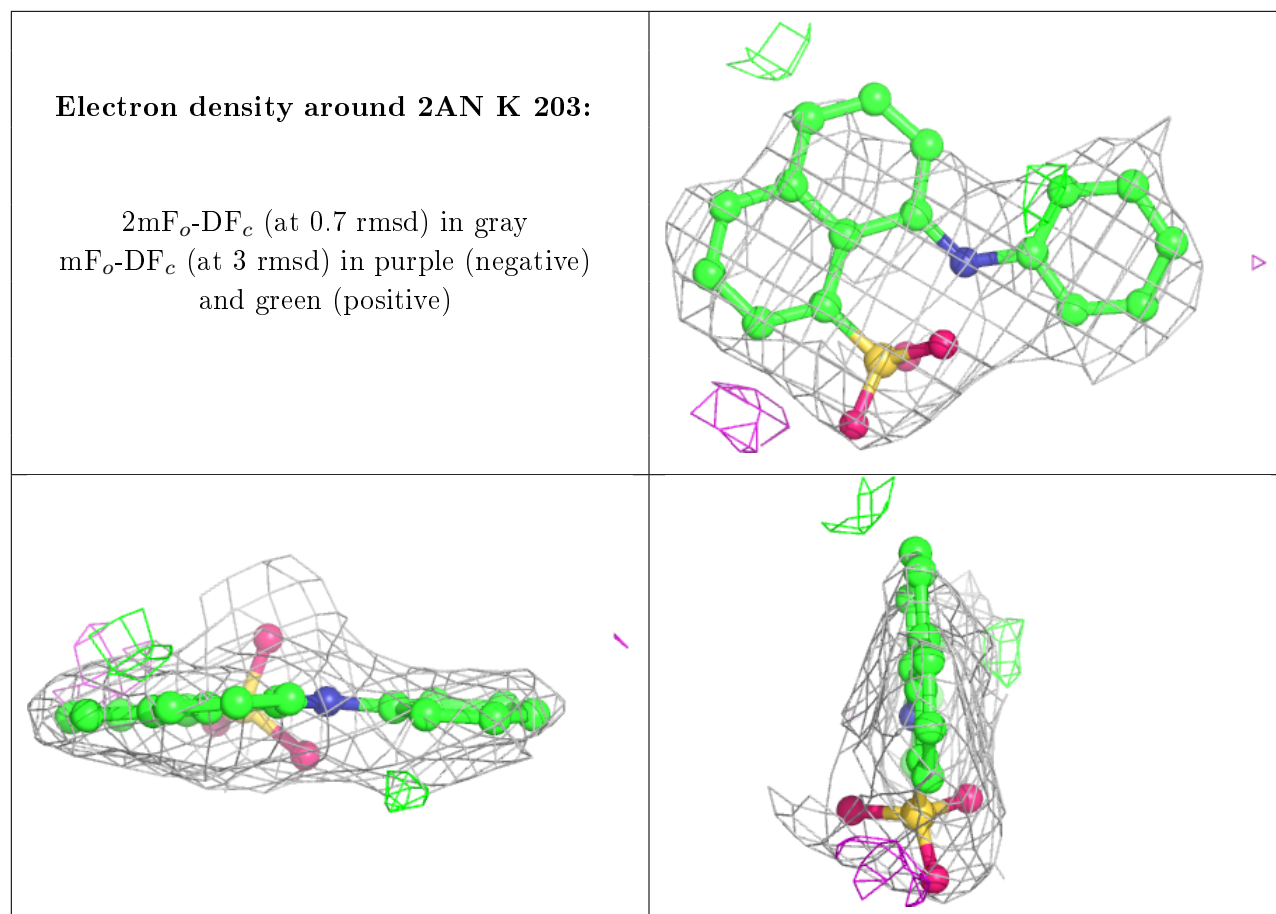 Electron density around 2AN K 203:
2mFₒ-DF𝒸 (at 0.7 rmsd) in gray
mFₒ-DF𝒸 (at 3 rmsd) in purple (negative)
and green (positive)